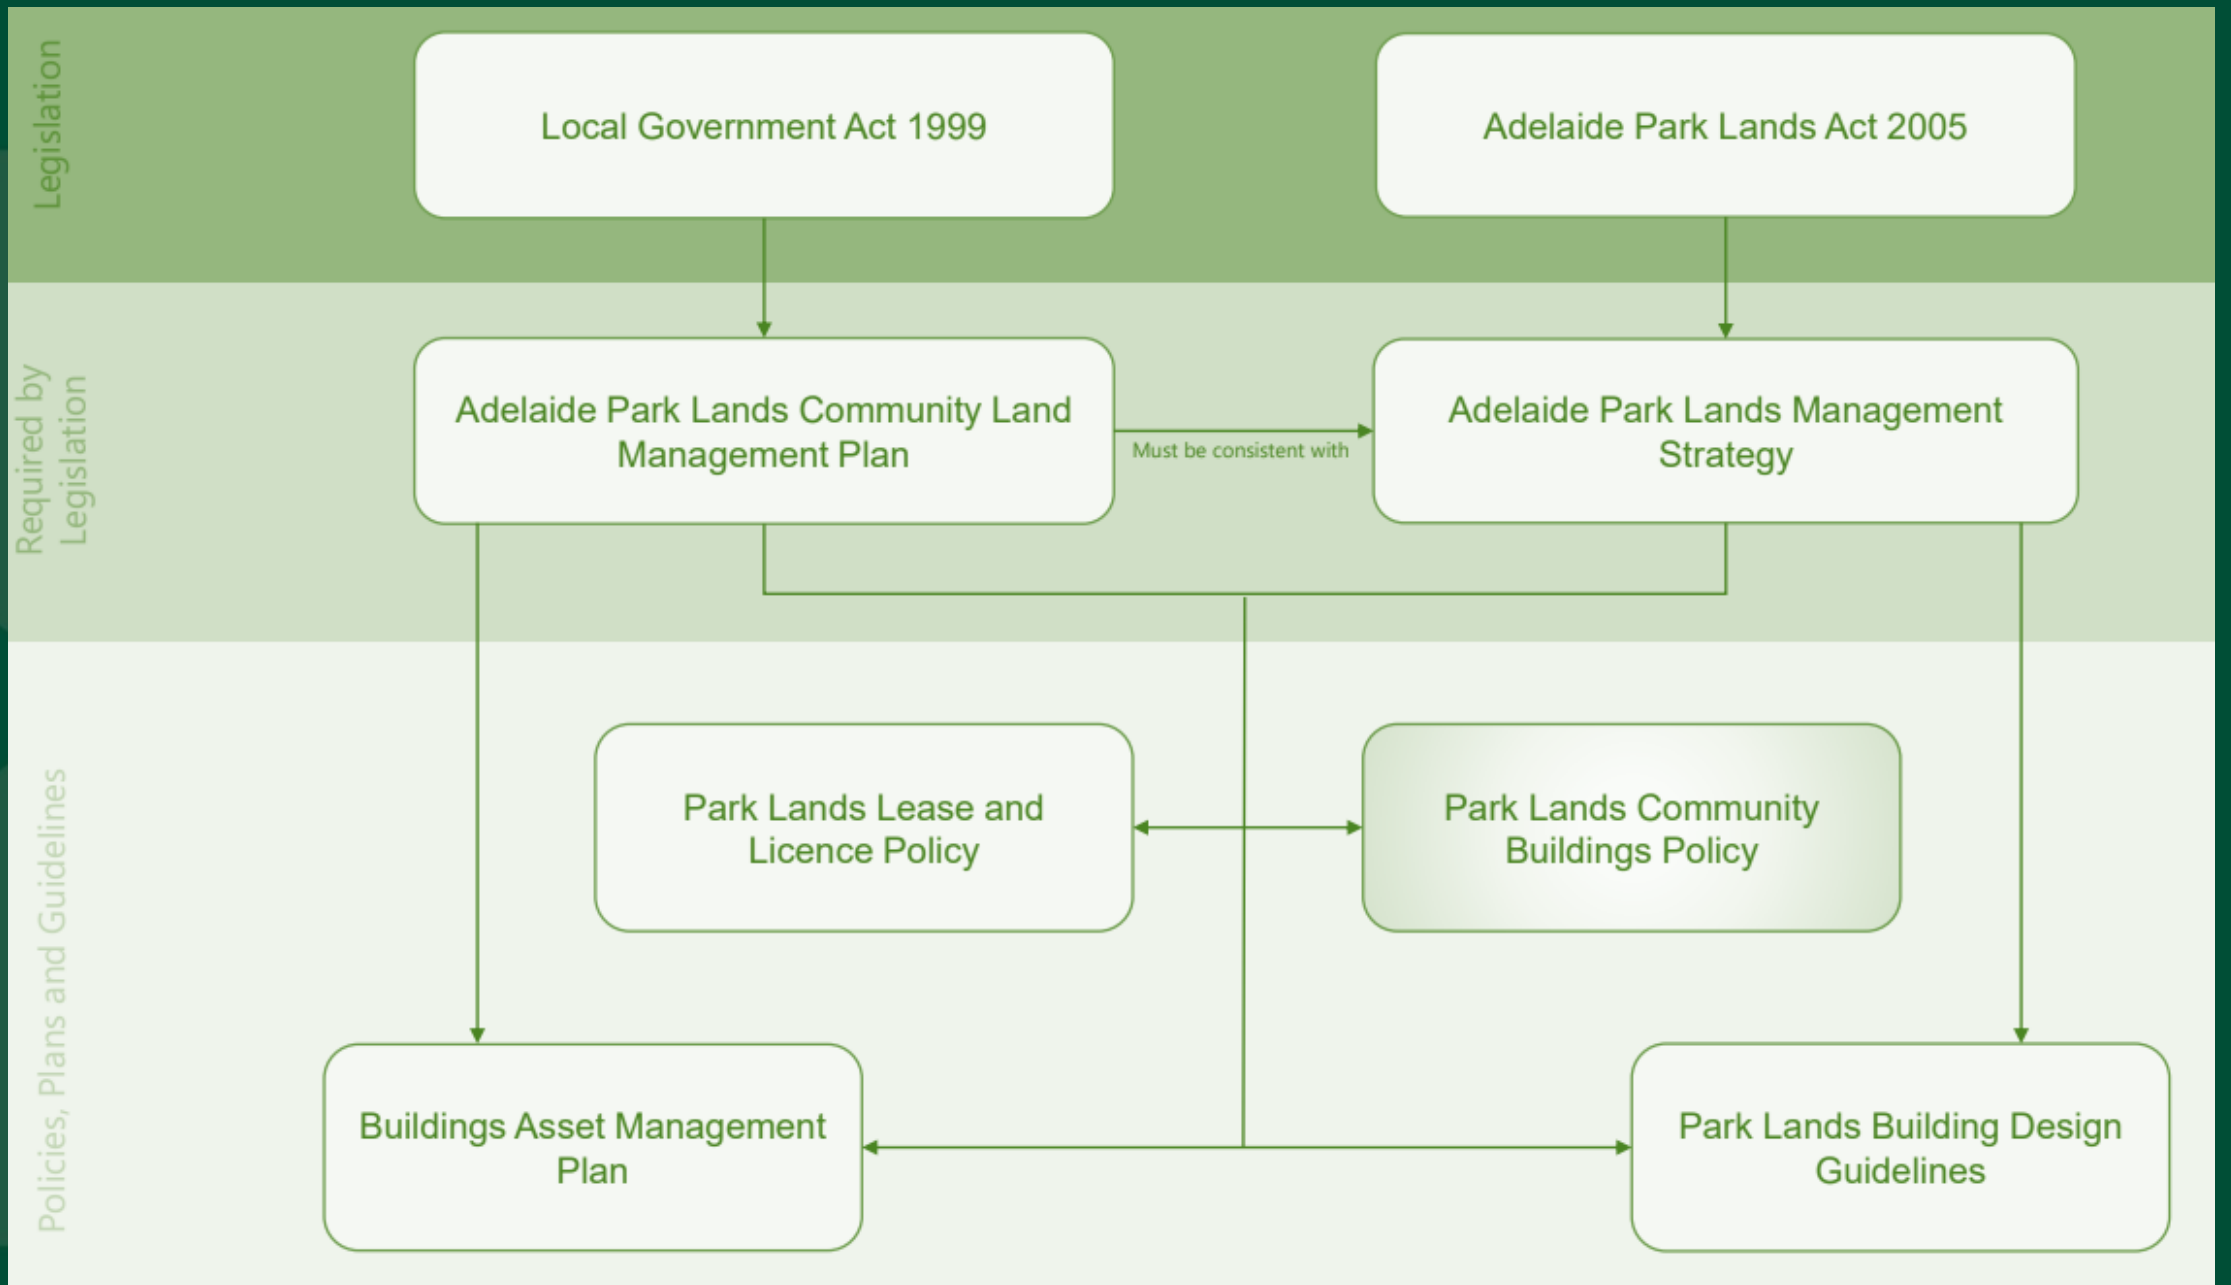 Legislation
Local Government Act 1999
Adelaide Park Lands Act 2005
Required by
Legislation
Adelaide Park Lands Community Land
Management Plan
Must be consistent with
Adelaide Park Lands Management
Strategy
Policies, Plans and Guidelines
Park Lands Lease and
Licence Policy
Park Lands Community
Buildings Policy
Buildings Asset Management
Plan
Park Lands Building Design
Guidelines